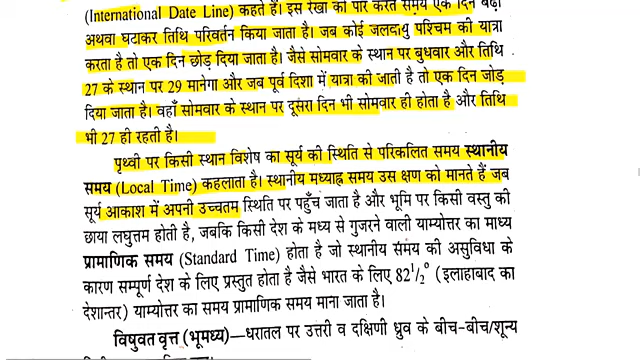 (International Date Line) कहते हैं। इस रेखा को पार करते समय एक दिन बढ़ा
अथवा घटाकर तिथि परिवर्तन किया जाता है। जब कोई जलदायु पश्चिम की यात्रा
करता है तो एक दिन छोड़ दिया जाता है। जैसे सोमवार के स्थान पर बुधवार और तिथि
27 के स्थान पर 29 मानेगा और जब पूर्व दिशा में यात्रा की जाती है तो एक दिन जोड़
दिया जाता है। वहाँ सोमवार के स्थान पर दूसरा दिन भी सोमवार ही होता है और तिथि
भी 27 ही रहती है।
पृथ्वी पर किसी स्थान विशेष का सूर्य की स्थिति से परिकलित समय स्थानीय
समय (Local Time) कहलाता है। स्थानीय मध्याह्न समय उस क्षण को मानते हैं जब
सूर्य आकाश में अपनी उच्चतम स्थिति पर पहुँच जाता है और भूमि पर किसी वस्तु की
छाया लघुत्तम होती है, जबकि किसी देश के मध्य से गुजरने वाली याम्योत्तर का माध्य
प्रामाणिक समय (Standard Time) होता है जो स्थानीय समय की असुविधा के
कारण सम्पूर्ण देश के लिए प्रस्तुत होता है जैसे भारत के लिए 82½° (इलाहाबाद का
देशान्तर) याम्योत्तर का समय प्रामाणिक समय माना जाता है।
विषुवत वृत्त (भूमध्य)—धरातल पर उत्तरी व दक्षिणी ध्रुव के बीच-बीच/शून्य